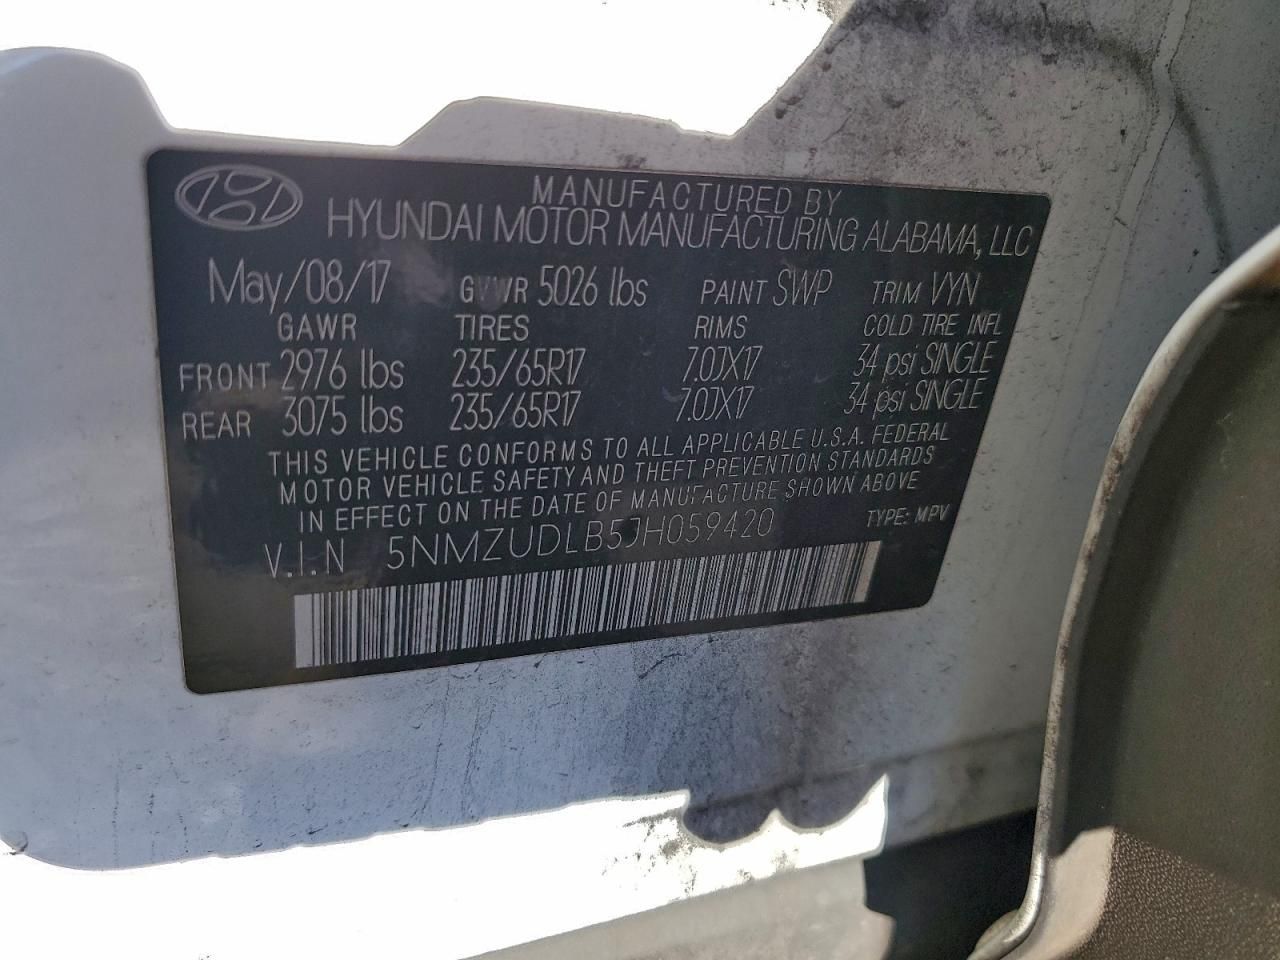 MANUFACTURED BY
HYUNDAI MOTOR MANUFACTURING ALABAMA, LLC
May/08/17 GVWR 5026 lbs PAINT SWP TRIM VYN
GAWR TIRES RIMS COLD TIRE INFL
FRONT 2976 lbs 235/65R17 7.0JX17 34 psi SINGLE
REAR 3075 lbs 235/65R17 7.0JX17 34 psi SINGLE
THIS VEHICLE CONFORMS TO ALL APPLICABLE U.S.A. FEDERAL
MOTOR VEHICLE SAFETY AND THEFT PREVENTION STANDARDS
IN EFFECT ON THE DATE OF MANUFACTURE SHOWN ABOVE
V.I.N 5NMZUDLB5JH059420 TYPE: MPV